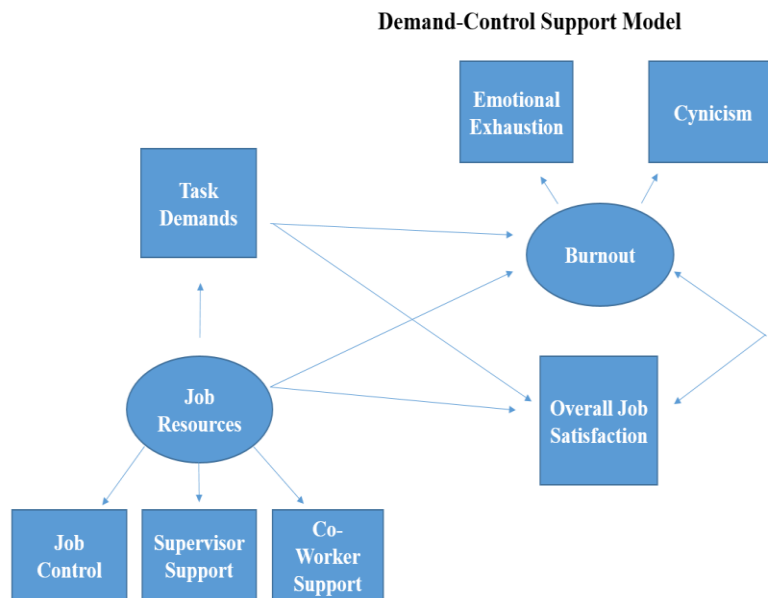 Demand-Control Support Model
Emotional
Exhaustion
Cynicism
Task
Demands
Burnout
Job
Resources
Overall Job
Satisfaction
Job
Control
Supervisor
Support
Co-
Worker
Support